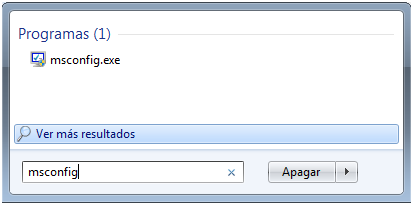 Programas (1)
msconfig.exe
Ver más resultados
msconfig
Apagar